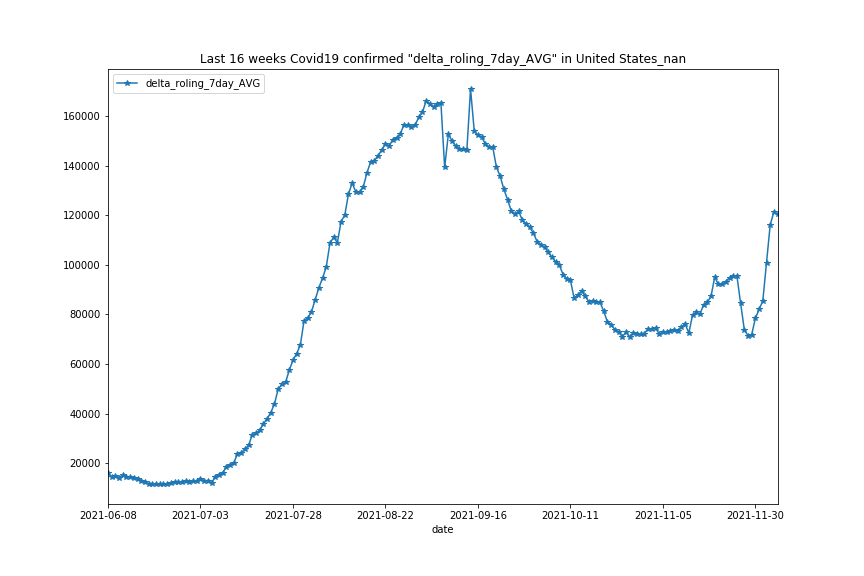 Last 16 weeks Covid19 confirmed "delta_roling_7day_AVG" in United States_nan
delta_roling_7day_AVG
160000
140000
120000
100000
80000
60000
40000
20000
2021-06-08 2021-07-03 2021-07-28 2021-08-22 2021-09-16 2021-10-11 2021-11-05 2021-11-30
date